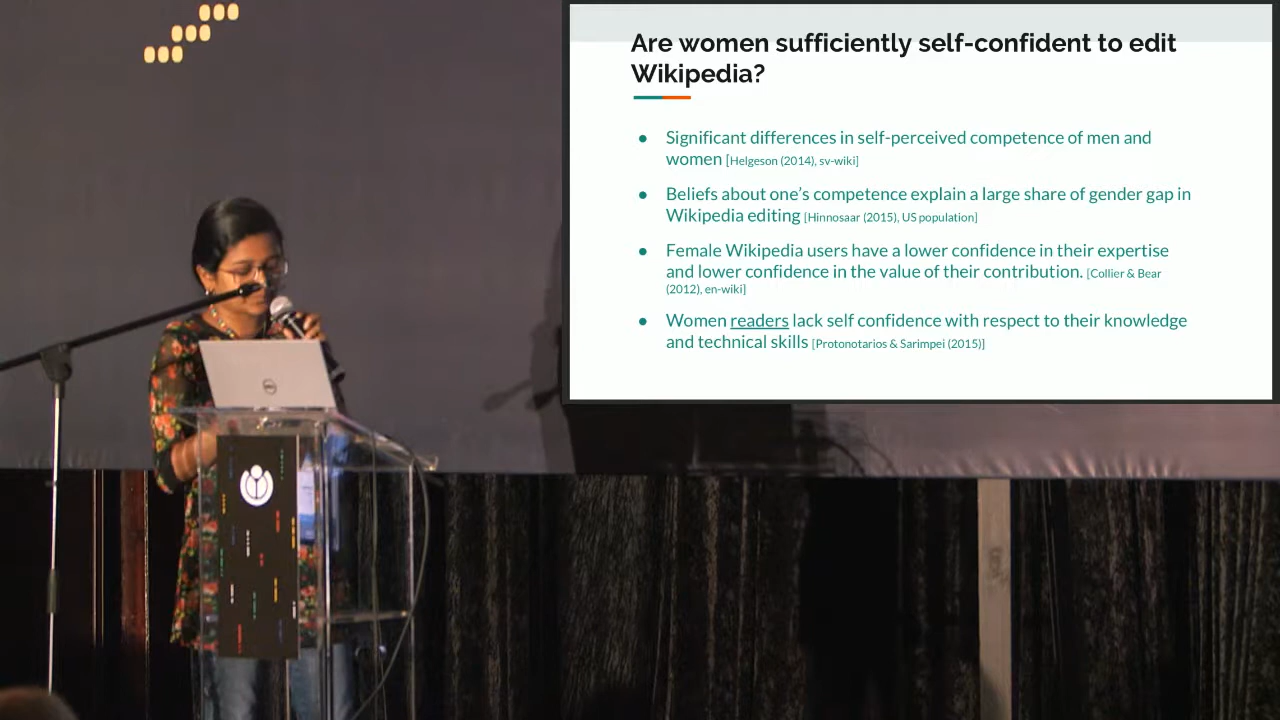 Are women sufficiently self-confident to edit
Wikipedia?
● Significant differences in self-perceived competence of men and
women [Helgeson (2014), sv-wiki]
● Beliefs about one’s competence explain a large share of gender gap in
Wikipedia editing [Hinnosaar (2015), US population]
● Female Wikipedia users have a lower confidence in their expertise
and lower confidence in the value of their contribution. [Collier & Bear
(2012), en-wiki]
● Women readers lack self confidence with respect to their knowledge
and technical skills [Protonotarios & Sarimpei (2015)]
DELL